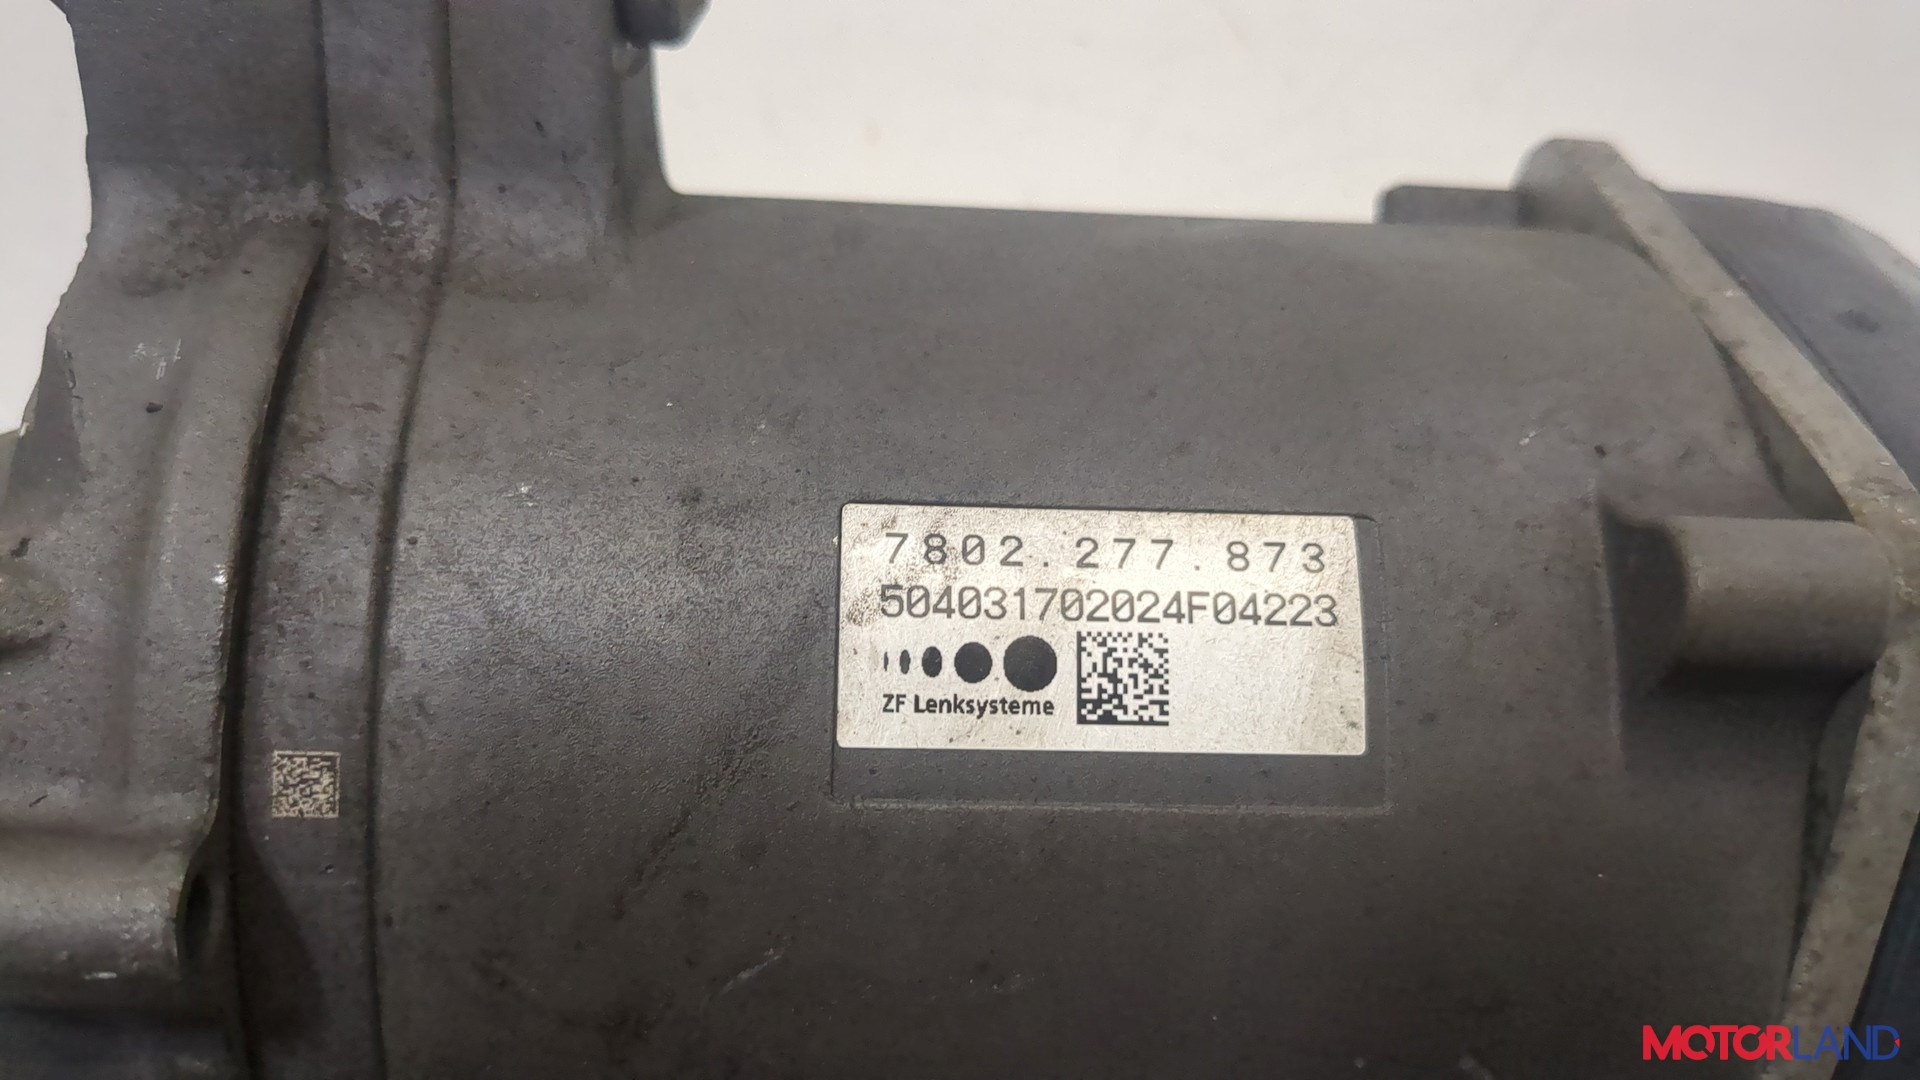 7802.277.873
504031702024F04223
ZF Lenksysteme
MOTORLAND